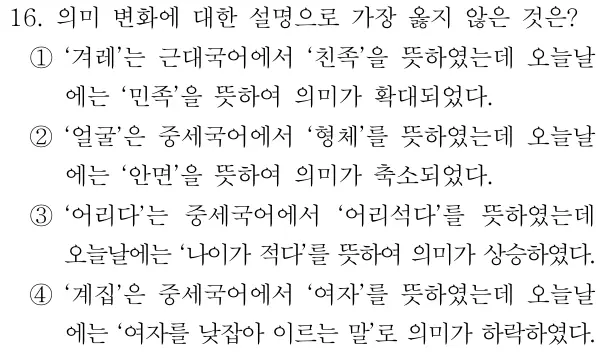 16. 의미 변화에 대한 설명으로 가장 옳지 않은 것은?
① ‘겨레’는 근대국어에서 ‘친족’을 뜻하였는데 오늘날
에는 ‘민족’을 뜻하여 의미가 확대되었다.
② ‘얼굴’은 중세국어에서 ‘형체’를 뜻하였는데 오늘날
에는 ‘안면’을 뜻하여 의미가 축소되었다.
③ ‘어리다’는 중세국어에서 ‘어리석다’를 뜻하였는데
오늘날에는 ‘나이가 적다’를 뜻하여 의미가 상승하였다.
④ ‘계집’은 중세국어에서 ‘여자’를 뜻하였는데 오늘날
에는 ‘여자를 낮잡아 이르는 말’로 의미가 하락하였다.